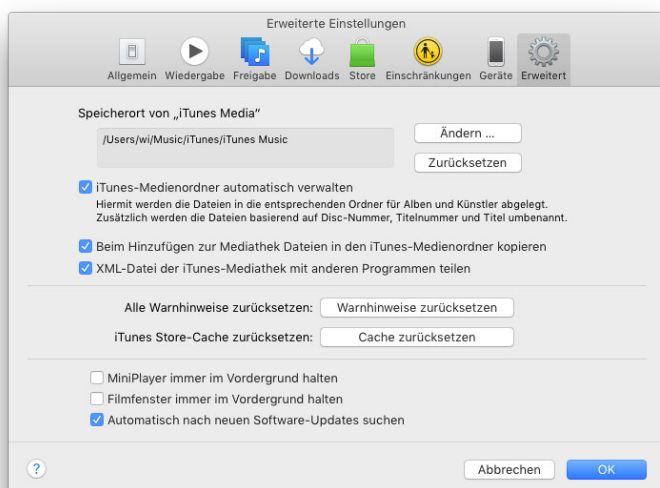 Erweiterte Einstellungen
Allgemein Wiedergabe Freigabe Downloads Store Einschränkungen Geräte Erweitert
Speicherort von „iTunes Media“
/Users/wi/Music/iTunes/iTunes Music
Ändern ...
Zurücksetzen
iTunes-Medienordner automatisch verwalten
Hiermit werden die Dateien in die entsprechenden Ordner für Alben und Künstler abgelegt.
Zusätzlich werden die Dateien basierend auf Disc-Nummer, Titelnummer und Titel umbenannt.
Beim Hinzufügen zur Mediathek Dateien in den iTunes-Medienordner kopieren
XML-Datei der iTunes-Mediathek mit anderen Programmen teilen
Alle Warnhinweise zurücksetzen: Warnhinweise zurücksetzen
iTunes Store-Cache zurücksetzen: Cache zurücksetzen
MiniPlayer immer im Vordergrund halten
Filmfenster immer im Vordergrund halten
Automatisch nach neuen Software-Updates suchen
? Abbrechen OK